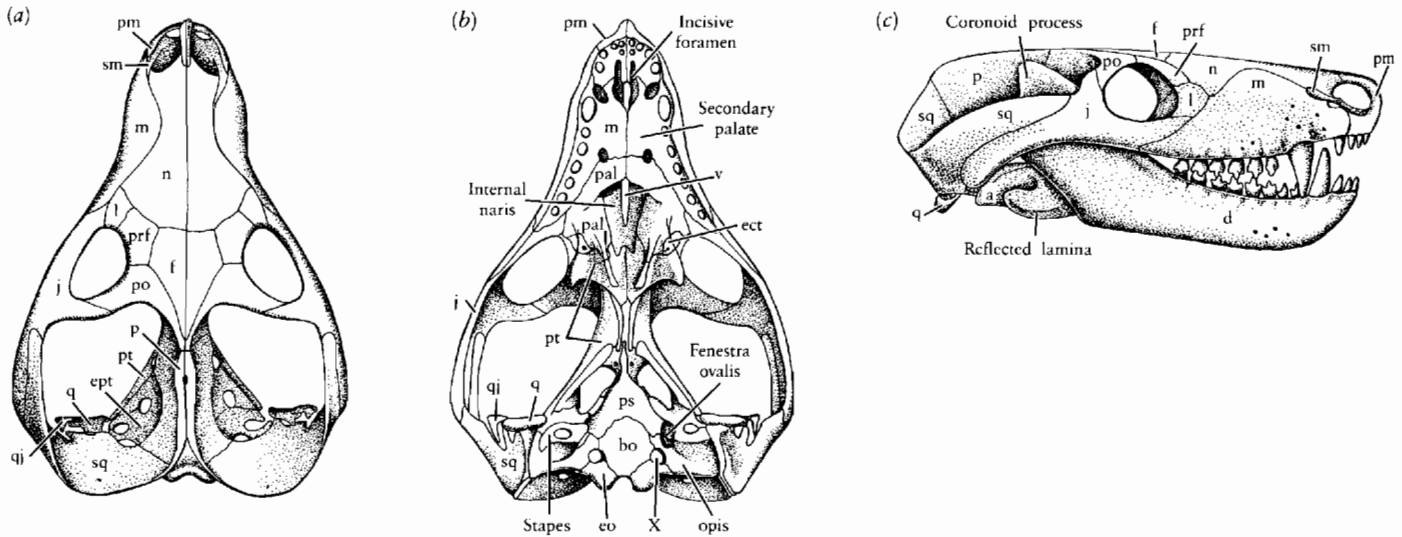 (a)
pm
sm
m
n
l
prf
f
j
po
p
pt
ept
q
qj
sq
(b)
pm
Incisive
foramen
Secondary
palate
m
pal
v
Internal
naris
pal
ect
j
pt
Fenestra
ovalis
qj
q
ps
bo
sq
Stapes
eo
X
opis
(c)
Coronoid process
f
prf
po
n
sm
pm
p
m
l
sq
sq
j
q
a
d
Reflected lamina